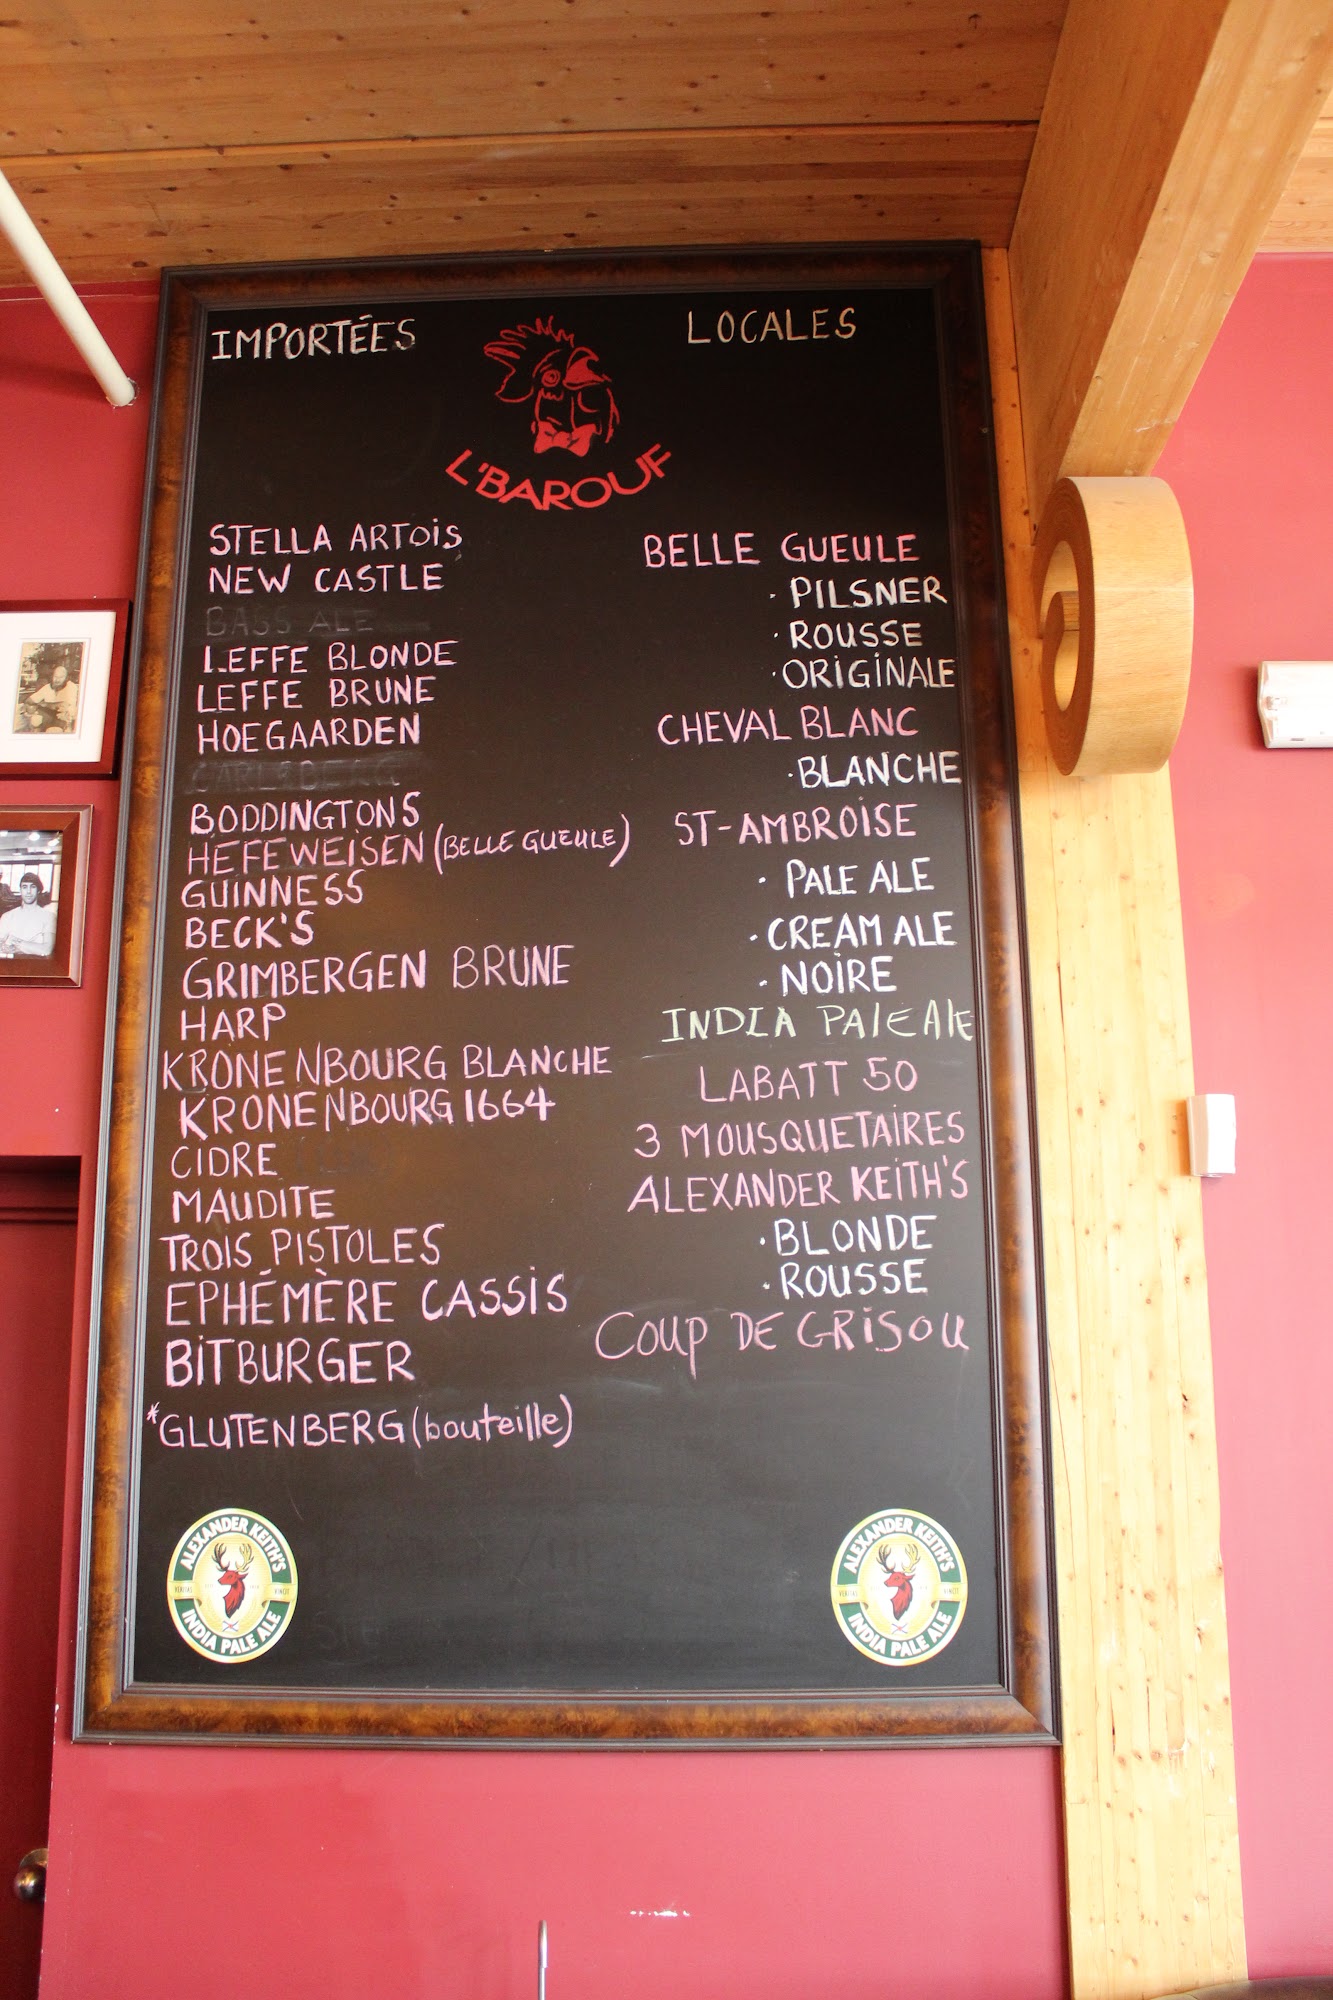 IMPORTÉES
LOCALES
L'BAROUF
STELLA ARTOIS
NEW CASTLE
BASS ALE
LEFFE BLONDE
LEFFE BRUNE
HOEGAARDEN
CARLSBERG
BODDINGTONS
HEFEWEISEN (BELLE GUEULE)
GUINNESS
BECK'S
GRIMBERGEN BRUNE
HARP
KRONENBOURG BLANCHE
KRONENBOURG 1664
CIDRE
MAUDITE
TROIS PISTOLES
EPHÉMÈRE CASSIS
BITBURGER
*GLUTENBERG (bouteille)
BELLE GUEULE
· PILSNER
· ROUSSE
· ORIGINALE
CHEVAL BLANC
· BLANCHE
ST-AMBROISE
· PALE ALE
· CREAM ALE
· NOIRE
INDIA PALE Ale
LABATT 50
3 MOUSQUETAIRES
ALEXANDER KEITH'S
· BLONDE
· ROUSSE
COUP DE GRISOU
ALEXANDER KEITH'S
INDIA PALE ALE
ALEXANDER KEITH'S
INDIA PALE ALE